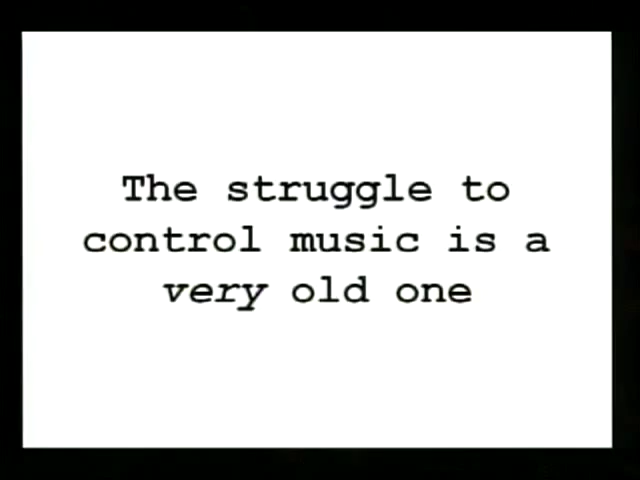 The struggle to
control music is a
very old one